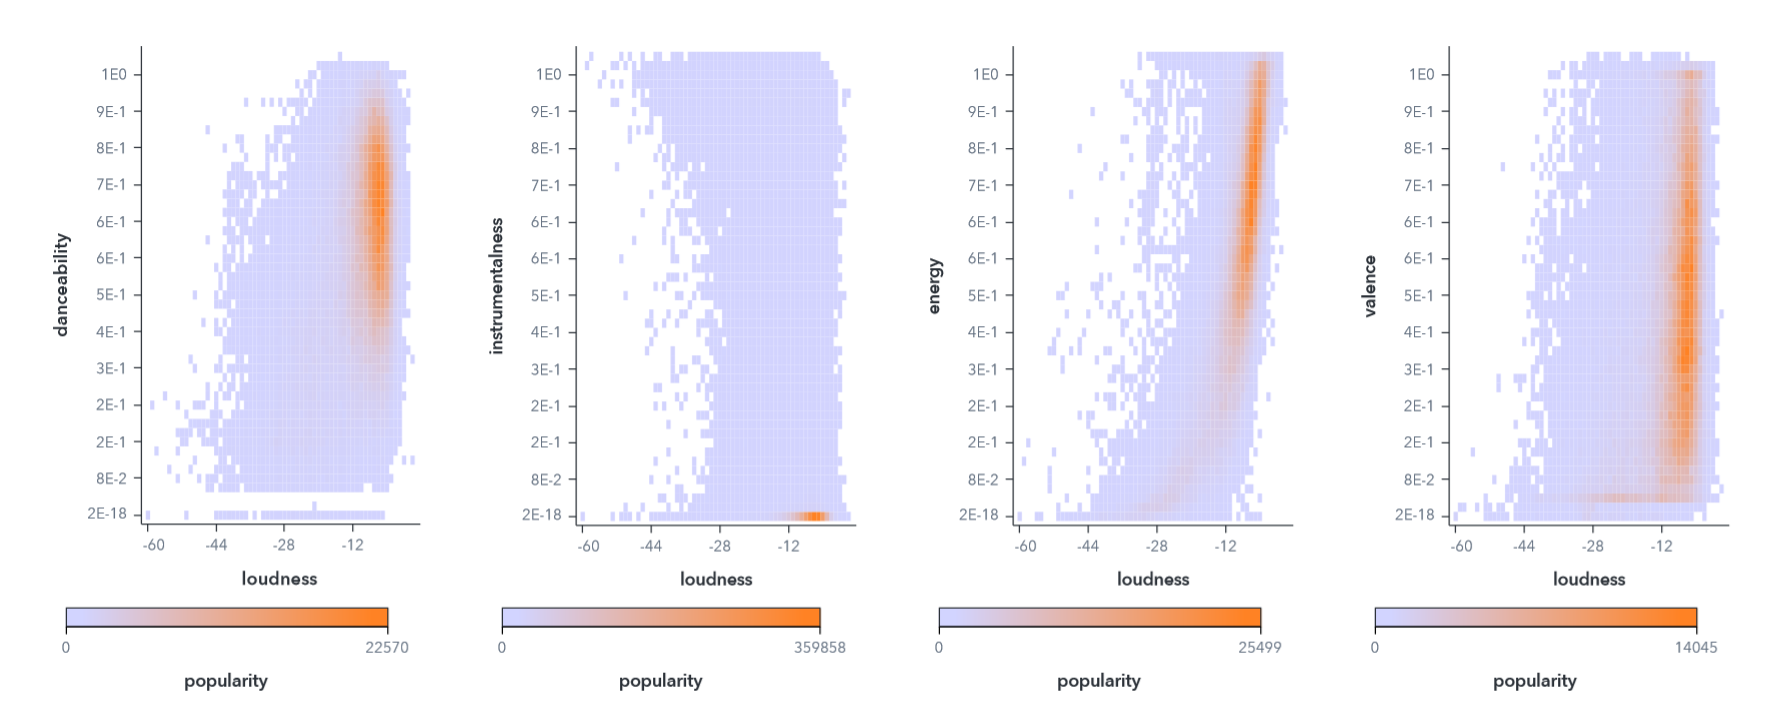 danceability
1E0
9E-1
8E-1
7E-1
6E-1
6E-1
5E-1
4E-1
3E-1
2E-1
2E-1
8E-2
2E-18
-60 -44 -28 -12
loudness
0 22570
popularity
instrumentalness
1E0
9E-1
8E-1
7E-1
6E-1
6E-1
5E-1
4E-1
3E-1
2E-1
2E-1
8E-2
2E-18
-60 -44 -28 -12
loudness
0 359858
popularity
energy
1E0
9E-1
8E-1
7E-1
6E-1
6E-1
5E-1
4E-1
3E-1
2E-1
2E-1
8E-2
2E-18
-60 -44 -28 -12
loudness
0 25499
popularity
valence
1E0
9E-1
8E-1
7E-1
6E-1
6E-1
5E-1
4E-1
3E-1
2E-1
2E-1
8E-2
2E-18
-60 -44 -28 -12
loudness
0 14045
popularity